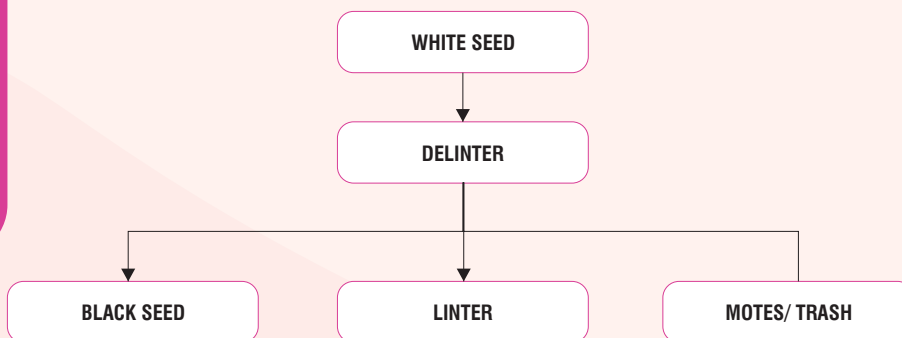 WHITE SEED
DELINTER
BLACK SEED
LINTER
MOTES/ TRASH